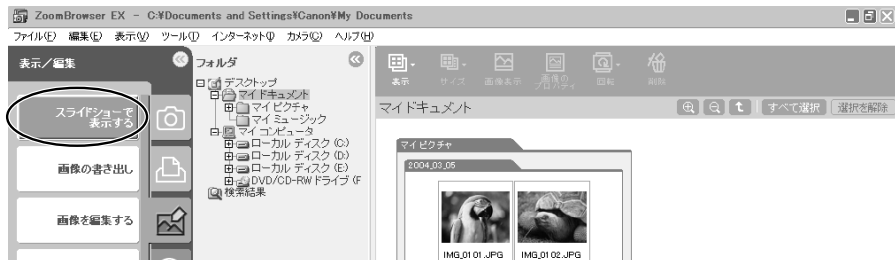 ZoomBrowser EX - C:¥Documents and Settings¥Canon¥My Documents
ファイル(F) 編集(E) 表示(V) ツール(T) インターネット(I) カメラ(C) ヘルプ(H)
表示／編集
スライドショーで
表示する
画像の書き出し
画像を編集する
フォルダ
デスクトップ
マイドキュメント
マイピクチャ
マイミュージック
マイコンピュータ
ローカル ディスク (C:)
ローカル ディスク (D:)
ローカル ディスク (E:)
DVD/CD-RWドライブ (F
検索結果
表示 サイズ 画像表示 画像の プロパティ 回転 削除
マイドキュメント すべて選択 選択を解除
マイピクチャ
2004_03_05
IMG_0101.JPG IMG_0102.JPG